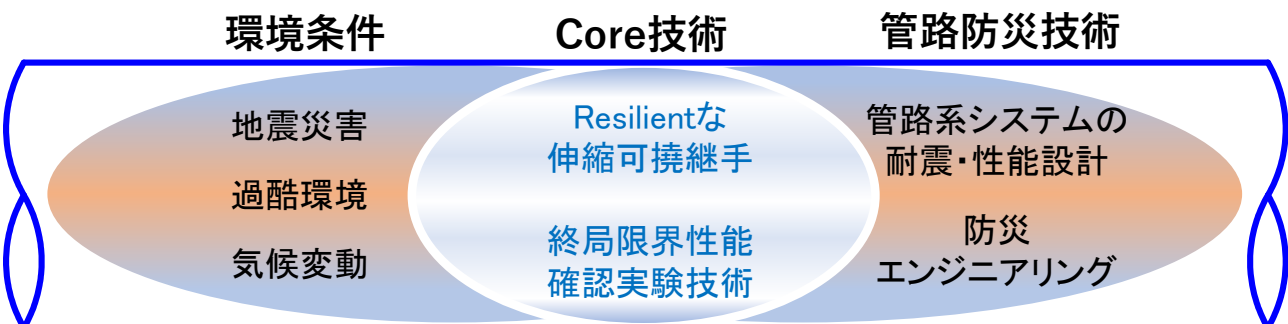 環境条件
Core技術
管路防災技術
地震災害
過酷環境
気候変動
Resilientな
伸縮可撓継手
終局限界性能
確認実験技術
管路系システムの
耐震・性能設計
防災
エンジニアリング